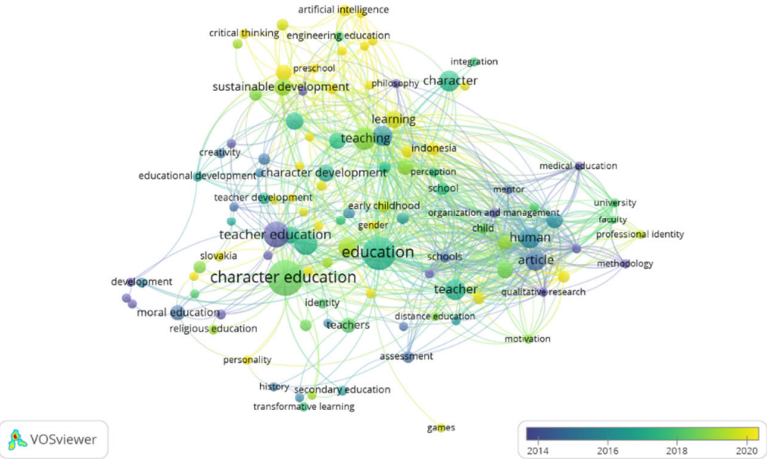 artificial intelligence
critical thinking
engineering education
integration
preschool
sustainable development
philosophy
character
learning
teaching
indonesia
creativity
medical education
educational development
character development
perception
school
mentor
teacher development
early childhood
organization and management
university
faculty
gender
child
teacher education
human
professional identity
education
slovakia
schools
article
methodology
character education
development
teacher
qualitative research
identity
moral education
distance education
religious education
teachers
motivation
personality
assessment
history
secondary education
transformative learning
games
VOSviewer
2014 2016 2018 2020